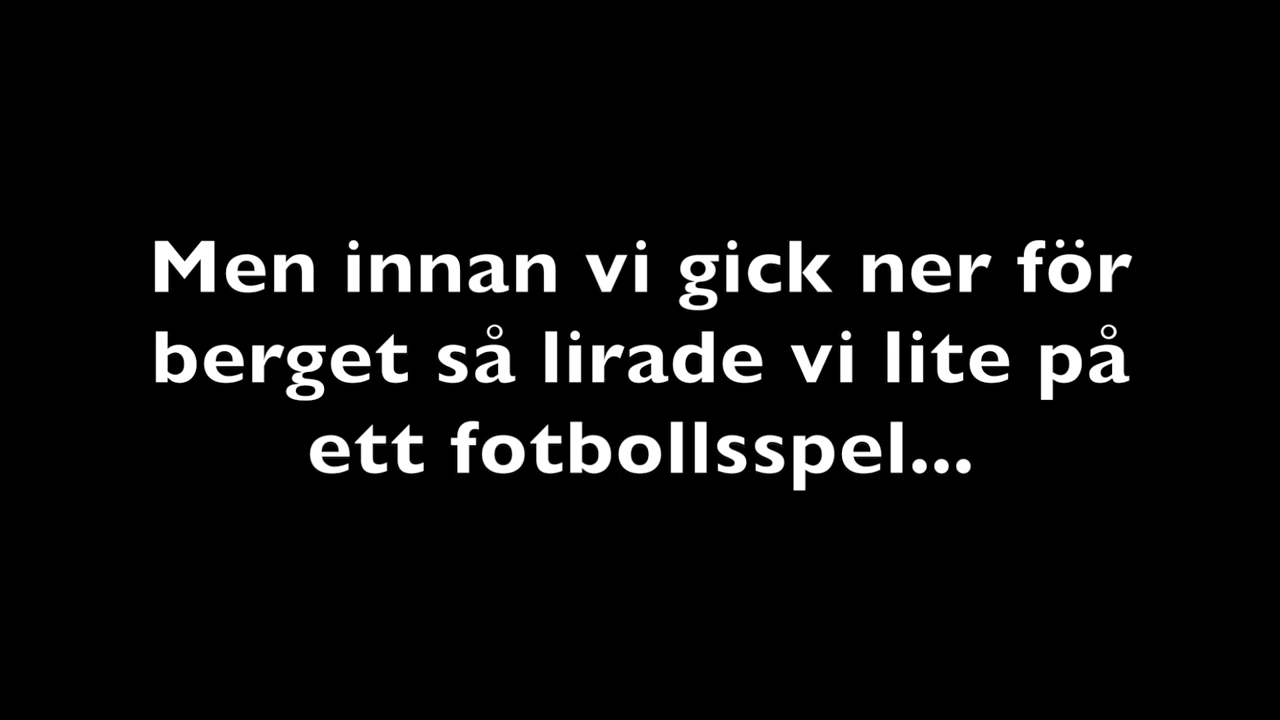 Men innan vi gick ner för
berget så lirade vi lite på
ett fotbollsspel...